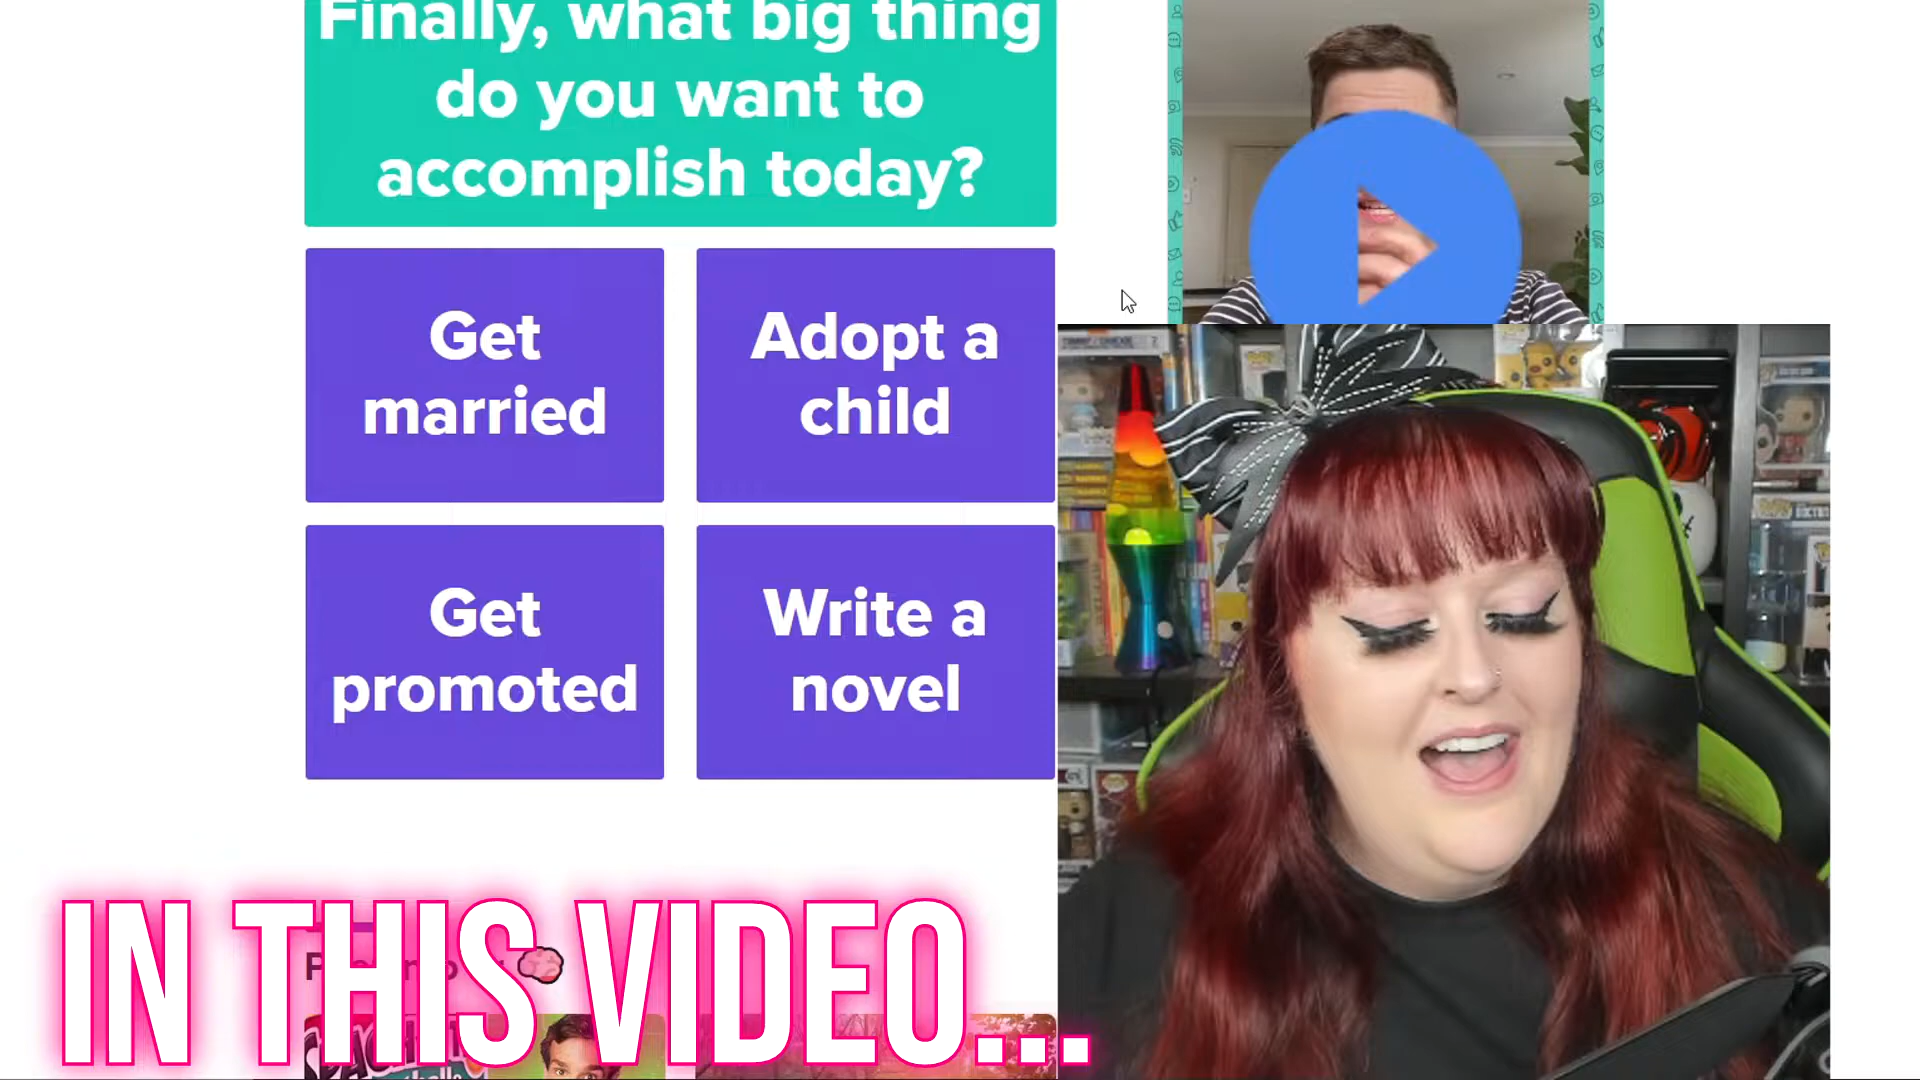 Finally, what big thing
do you want to
accomplish today?
Get
married
Adopt a
child
Get
promoted
Write a
novel
IN THIS VIDEO...